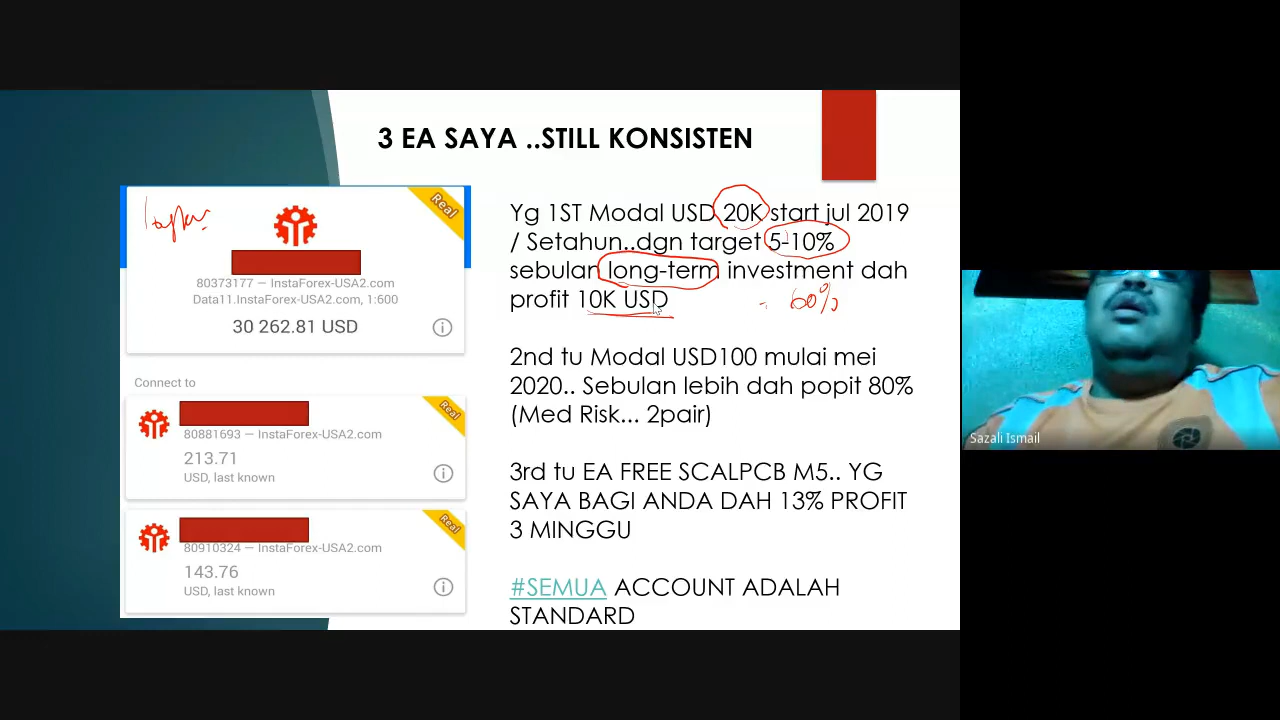 3 EA SAYA ..STILL KONSISTEN
Real
80373177 — InstaForex-USA2.com
Data11.InstaForex-USA2.com, 1:600
30 262.81 USD
Connect to
Real
80881693 — InstaForex-USA2.com
213.71
USD, last known
Real
80910324 — InstaForex-USA2.com
143.76
USD, last known
Yg 1ST Modal USD 20K start jul 2019
/ Setahun..dgn target 5-10%
sebulan long-term investment dah
profit 10K USD
60%
2nd tu Modal USD100 mulai mei
2020.. Sebulan lebih dah popit 80%
(Med Risk... 2pair)
3rd tu EA FREE SCALPCB M5.. YG
SAYA BAGI ANDA DAH 13% PROFIT
3 MINGGU
#SEMUA ACCOUNT ADALAH
STANDARD
Sazali Ismail